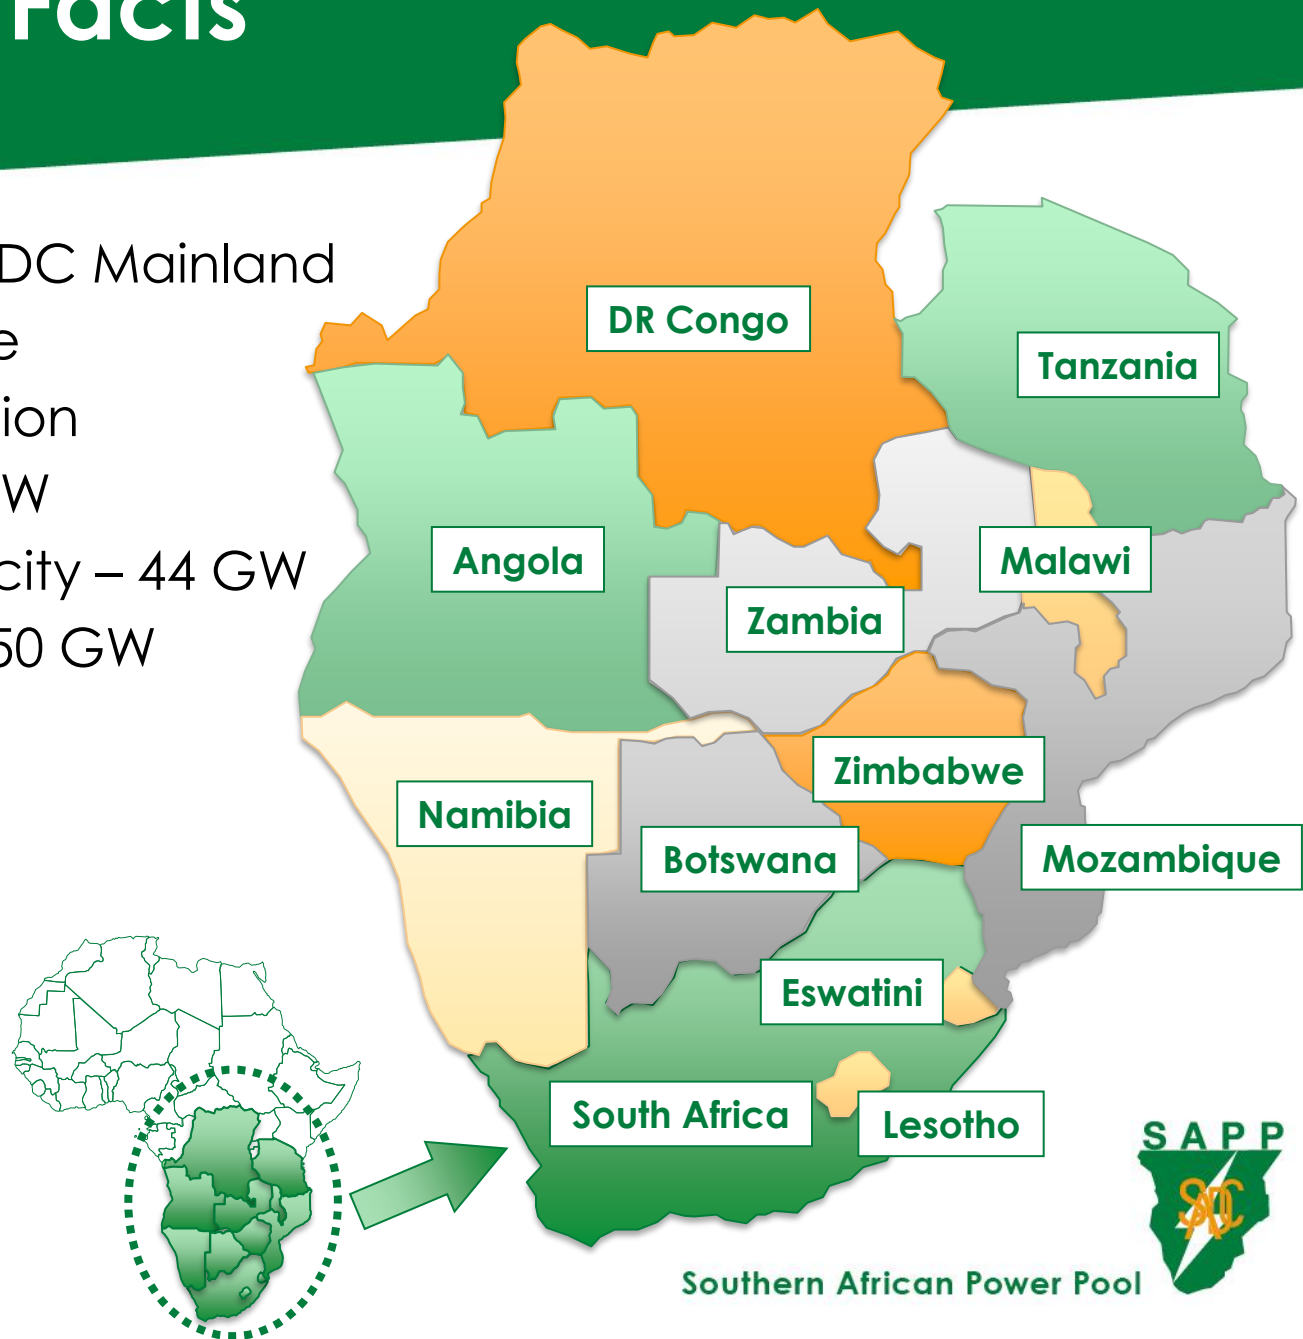 Facts
DC Mainland
e
ion
W
city – 44 GW
50 GW
DR Congo
Tanzania
Angola
Malawi
Zambia
Zimbabwe
Namibia
Botswana
Mozambique
Eswatini
South Africa
Lesotho
SAPP
SADC
Southern African Power Pool